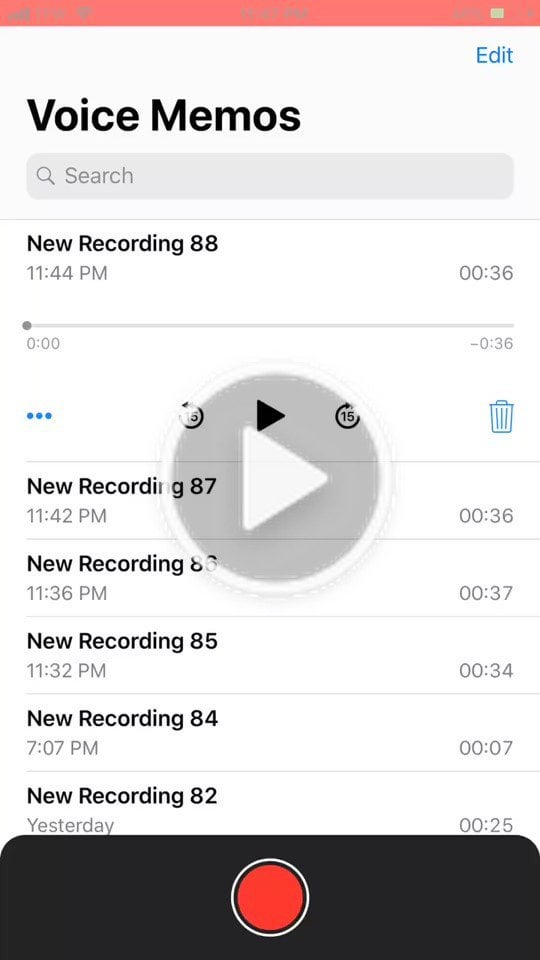 Edit
Voice Memos
Search
New Recording 88
11:44 PM 00:36
0:00 −0:36
••• 15 15
New Recording 87
11:42 PM 00:36
New Recording 86
11:36 PM 00:37
New Recording 85
11:32 PM 00:34
New Recording 84
7:07 PM 00:07
New Recording 82
Yesterday 00:25